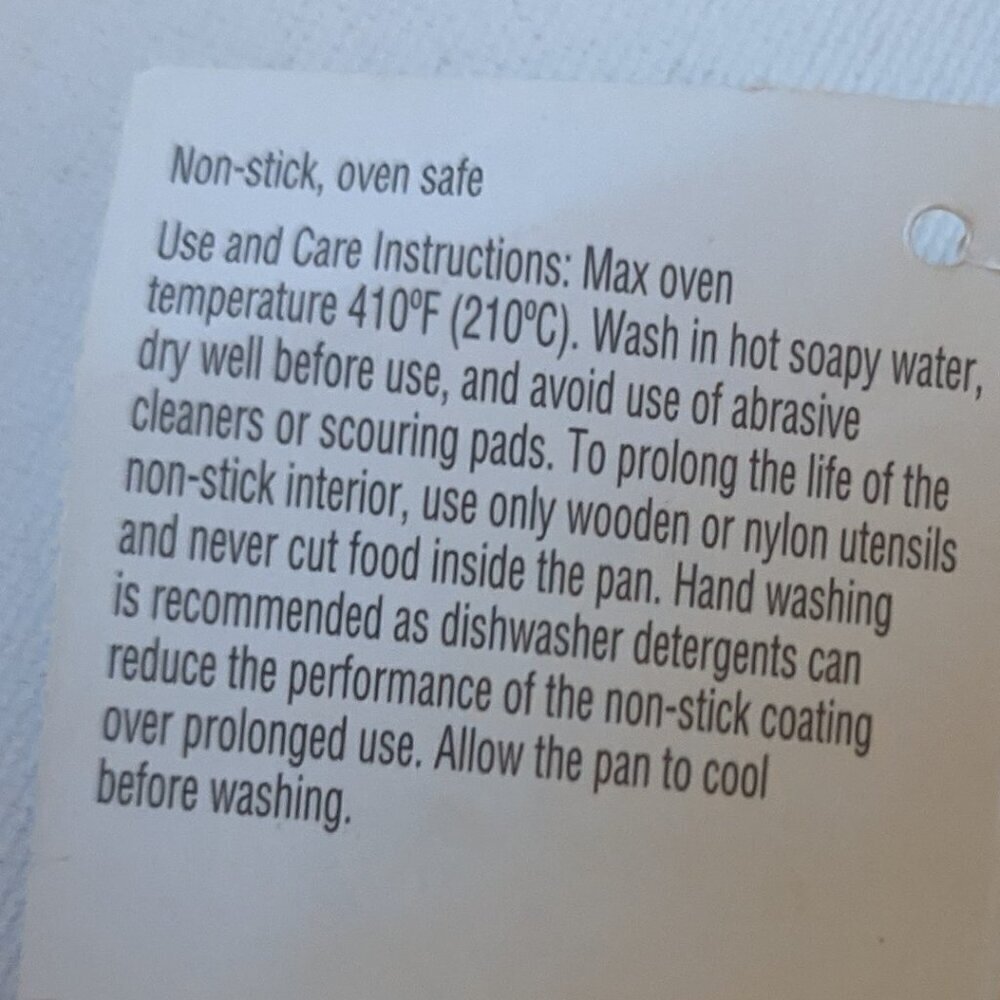 Non-stick, oven safe
Use and Care Instructions: Max oven
temperature 410ºF (210ºC). Wash in hot soapy water,
dry well before use, and avoid use of abrasive
cleaners or scouring pads. To prolong the life of the
non-stick interior, use only wooden or nylon utensils
and never cut food inside the pan. Hand washing
is recommended as dishwasher detergents can
reduce the performance of the non-stick coating
over prolonged use. Allow the pan to cool
before washing.